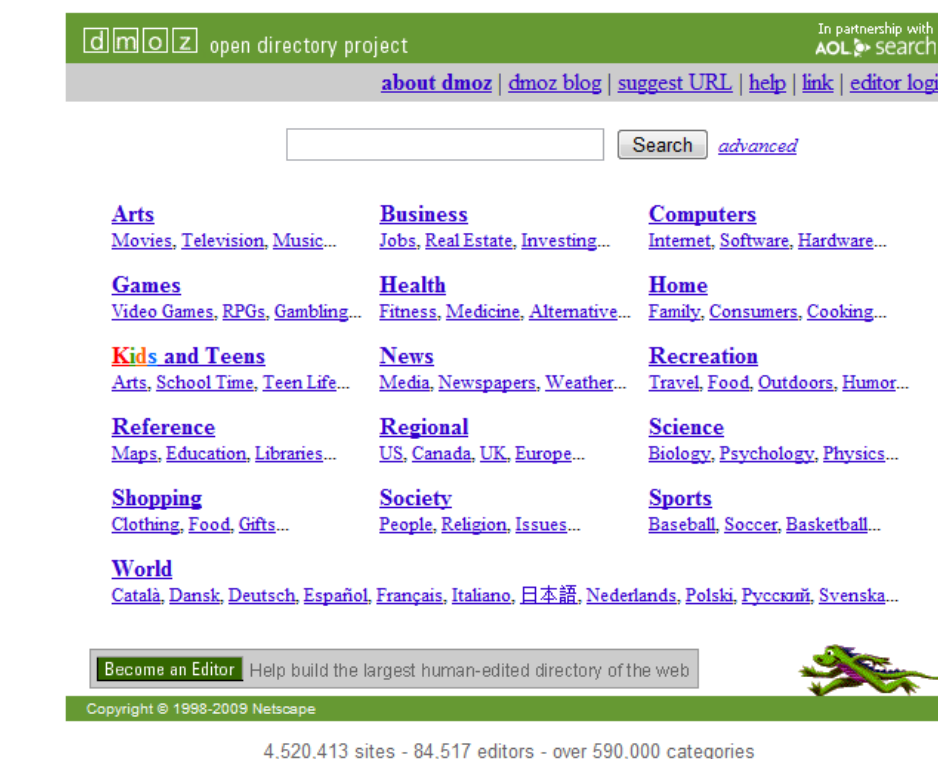 dmoz open directory project
In partnership with
AOL search
about dmoz | dmoz blog | suggest URL | help | link | editor logi
Search advanced
Arts Business Computers
Movies, Television, Music... Jobs, Real Estate, Investing... Internet, Software, Hardware...
Games Health Home
Video Games, RPGs, Gambling... Fitness, Medicine, Alternative... Family, Consumers, Cooking...
Kids and Teens News Recreation
Arts, School Time, Teen Life... Media, Newspapers, Weather... Travel, Food, Outdoors, Humor...
Reference Regional Science
Maps, Education, Libraries... US, Canada, UK, Europe... Biology, Psychology, Physics...
Shopping Society Sports
Clothing, Food, Gifts... People, Religion, Issues... Baseball, Soccer, Basketball...
World
Català, Dansk, Deutsch, Español, Français, Italiano, 日本語, Nederlands, Polski, Русский, Svenska...
Become an Editor Help build the largest human-edited directory of the web
Copyright © 1998-2009 Netscape
4,520,413 sites - 84,517 editors - over 590,000 categories